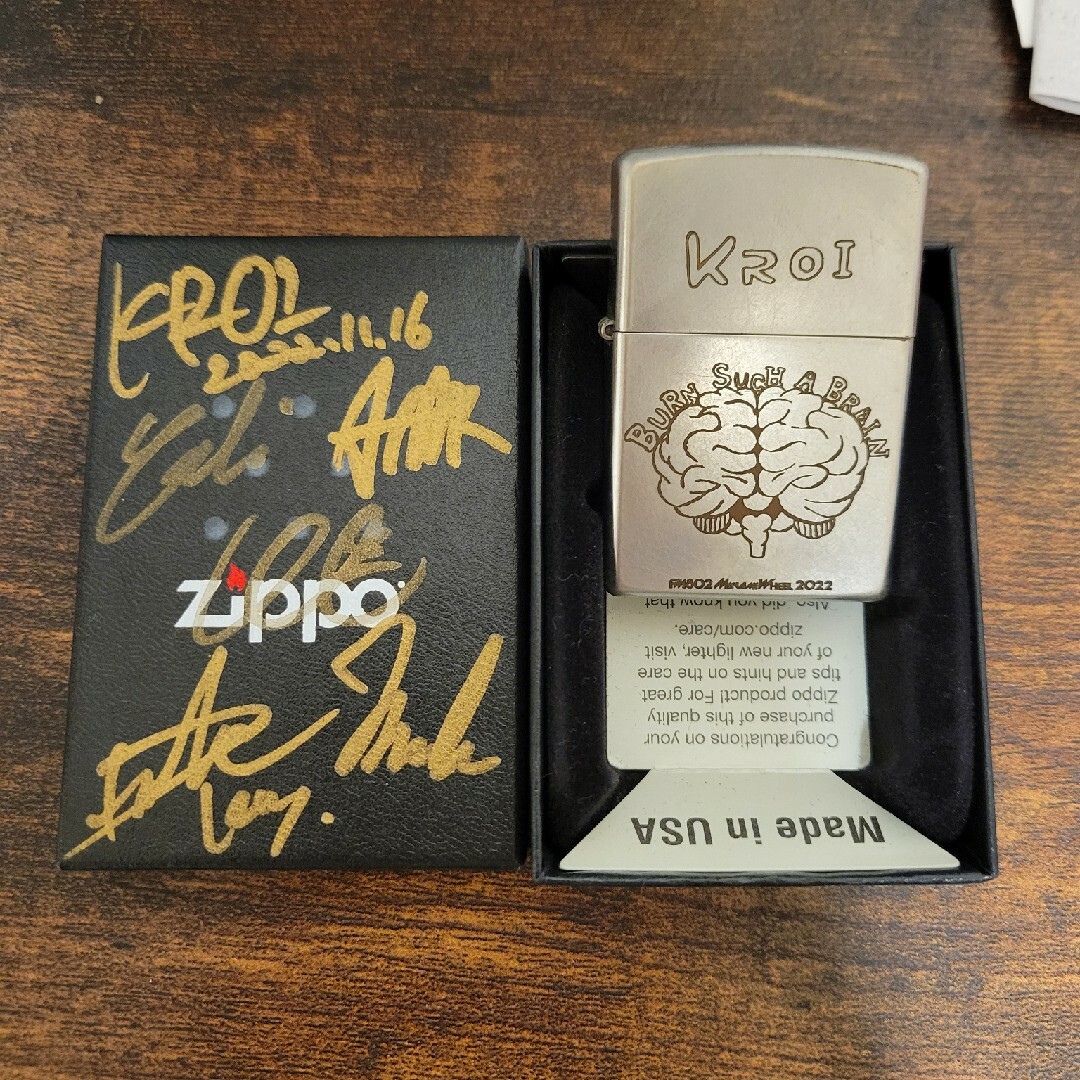 KROI
2022.11.16
zippo
KROI
BURN SUCH A BRAIN
FM802 MINAMI WHEEL 2022
Also, did you know that
zippo.com/care.
of your new lighter, visit
tips and hints on the care
Zippo product! For great
purchase of this quality
Congratulations on your
Made in USA